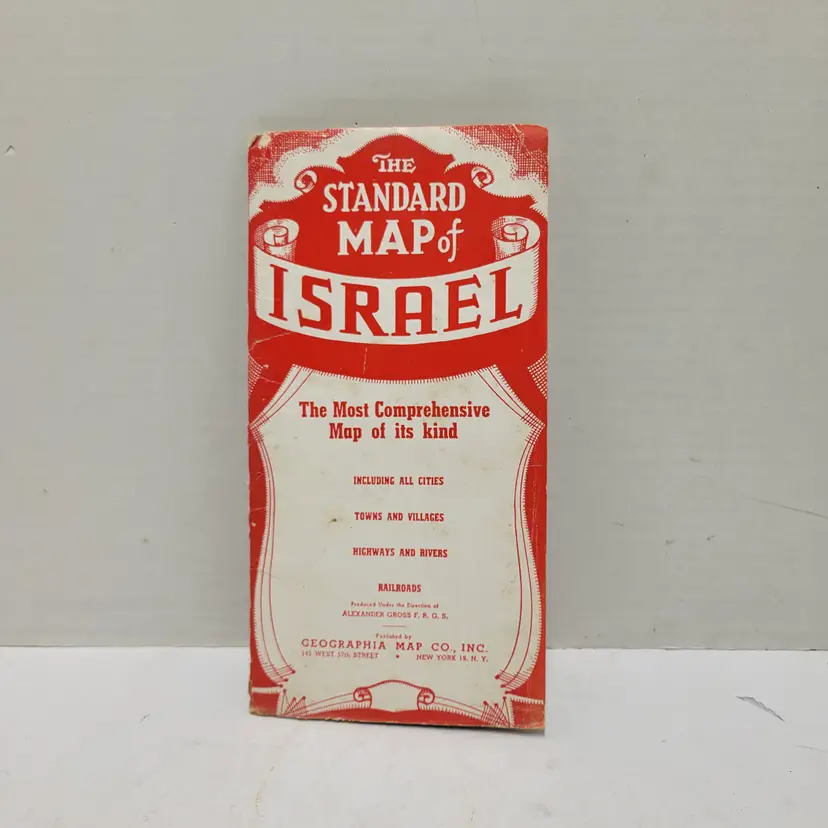 THE
STANDARD
MAP of
ISRAEL
The Most Comprehensive
Map of its kind
INCLUDING ALL CITIES
TOWNS AND VILLAGES
HIGHWAYS AND RIVERS
RAILROADS
Produced Under the Direction of
ALEXANDER GROSS F. R. G. S.
Published by
GEOGRAPHIA MAP CO., INC.
145 WEST 57th STREET • NEW YORK 19, N. Y.